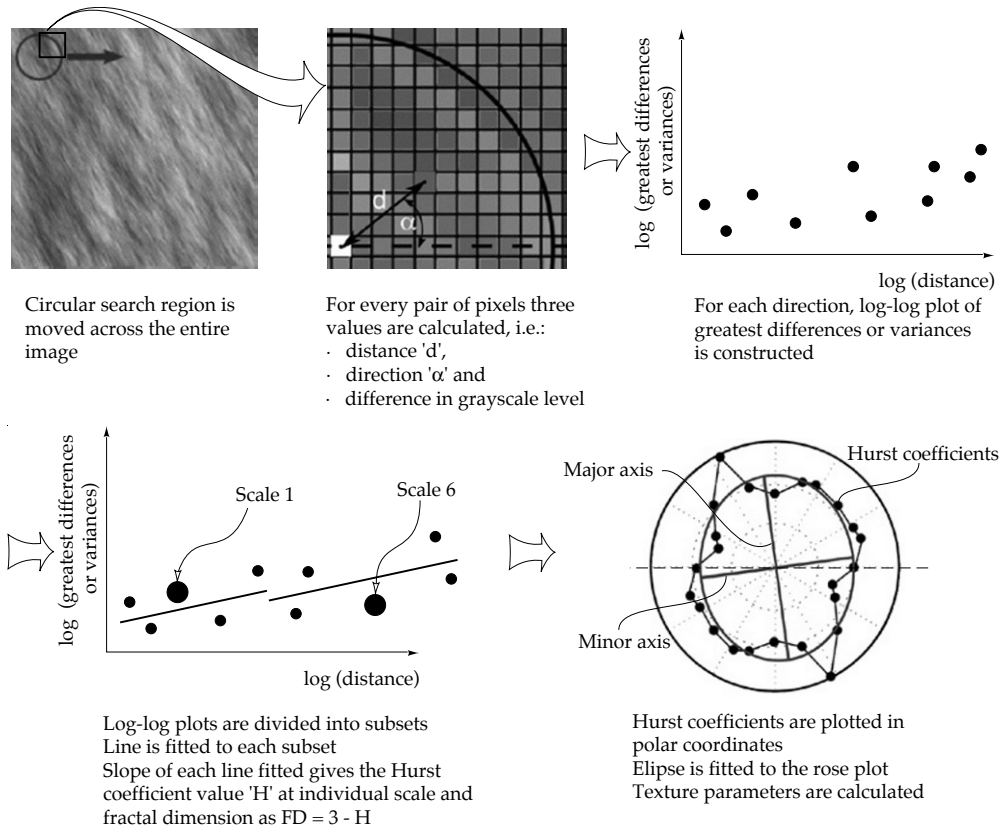 d
α
log (greatest differences
or variances)
log (distance)
Circular search region is
moved across the entire
image
For every pair of pixels three
values are calculated, i.e.:
· distance 'd',
· direction 'α' and
· difference in grayscale level
For each direction, log-log plot of
greatest differences or variances
is constructed
log (greatest differences
or variances)
Scale 1
Scale 6
log (distance)
Major axis
Hurst coefficients
Minor axis
Log-log plots are divided into subsets
Line is fitted to each subset
Slope of each line fitted gives the Hurst
coefficient value 'H' at individual scale and
fractal dimension as FD = 3 - H
Hurst coefficients are plotted in
polar coordinates
Elipse is fitted to the rose plot
Texture parameters are calculated